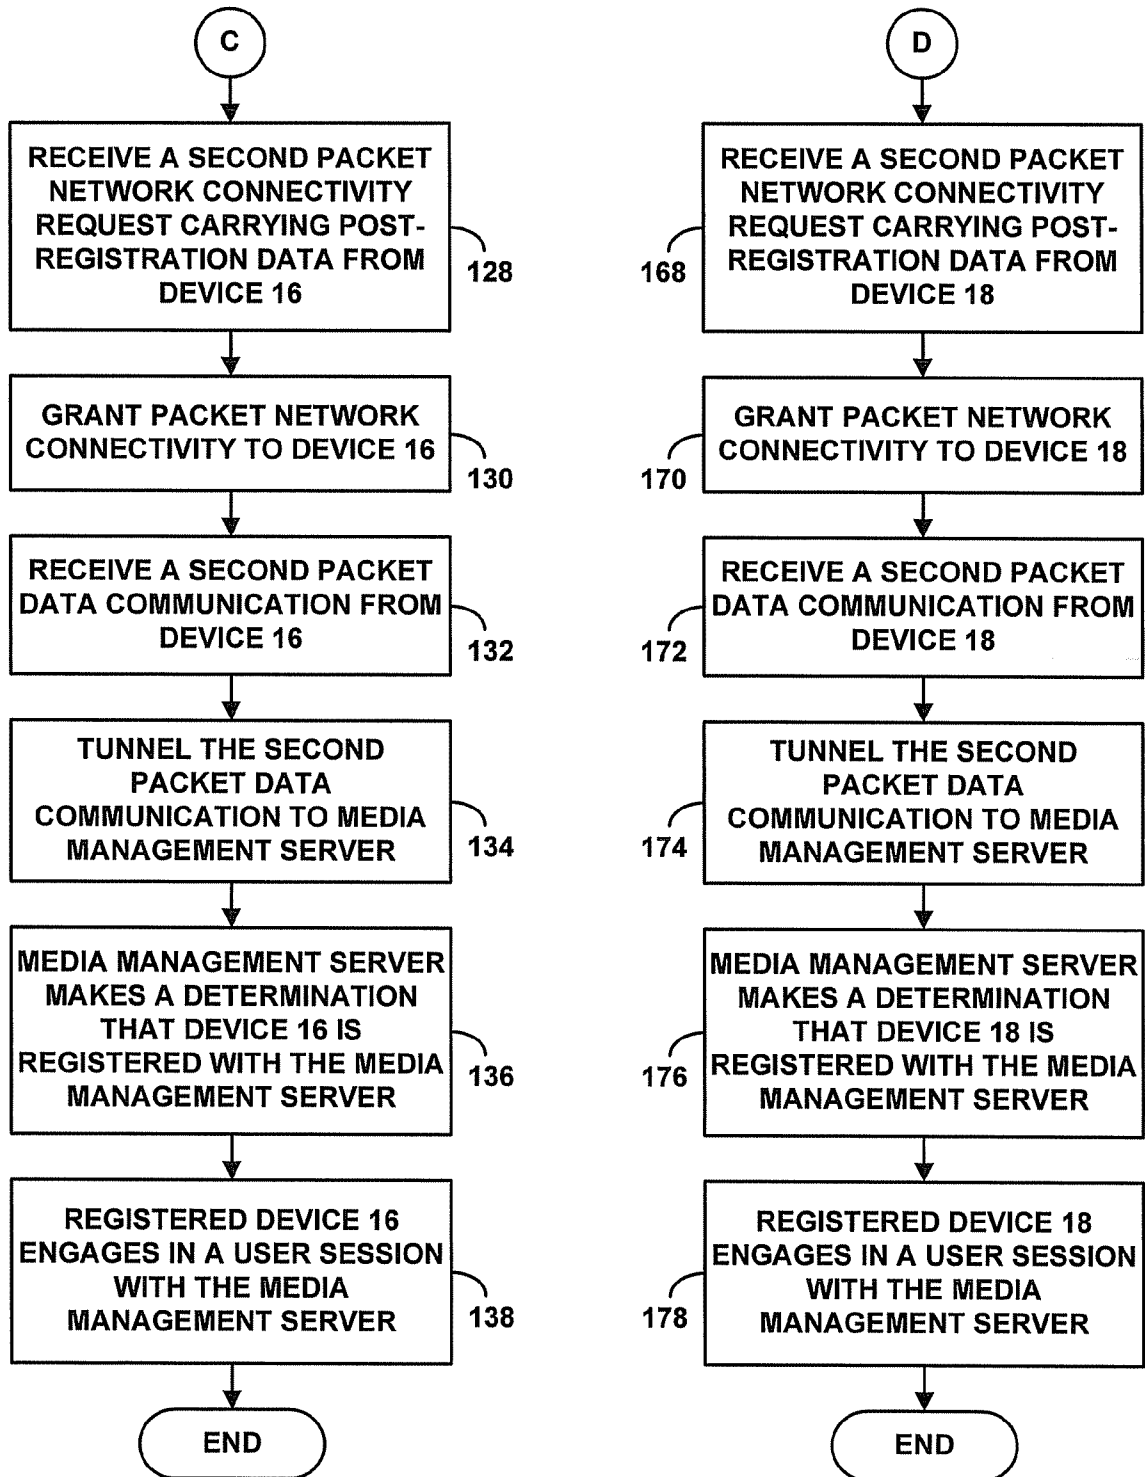 C
RECEIVE A SECOND PACKET
NETWORK CONNECTIVITY
REQUEST CARRYING POST-
REGISTRATION DATA FROM
DEVICE 16
128
GRANT PACKET NETWORK
CONNECTIVITY TO DEVICE 16
130
RECEIVE A SECOND PACKET
DATA COMMUNICATION FROM
DEVICE 16
132
TUNNEL THE SECOND
PACKET DATA
COMMUNICATION TO MEDIA
MANAGEMENT SERVER
134
MEDIA MANAGEMENT SERVER
MAKES A DETERMINATION
THAT DEVICE 16 IS
REGISTERED WITH THE MEDIA
MANAGEMENT SERVER
136
REGISTERED DEVICE 16
ENGAGES IN A USER SESSION
WITH THE MEDIA
MANAGEMENT SERVER
138
END
D
RECEIVE A SECOND PACKET
NETWORK CONNECTIVITY
REQUEST CARRYING POST-
REGISTRATION DATA FROM
DEVICE 18
168
GRANT PACKET NETWORK
CONNECTIVITY TO DEVICE 18
170
RECEIVE A SECOND PACKET
DATA COMMUNICATION FROM
DEVICE 18
172
TUNNEL THE SECOND
PACKET DATA
COMMUNICATION TO MEDIA
MANAGEMENT SERVER
174
MEDIA MANAGEMENT SERVER
MAKES A DETERMINATION
THAT DEVICE 18 IS
REGISTERED WITH THE MEDIA
MANAGEMENT SERVER
176
REGISTERED DEVICE 18
ENGAGES IN A USER SESSION
WITH THE MEDIA
MANAGEMENT SERVER
178
END